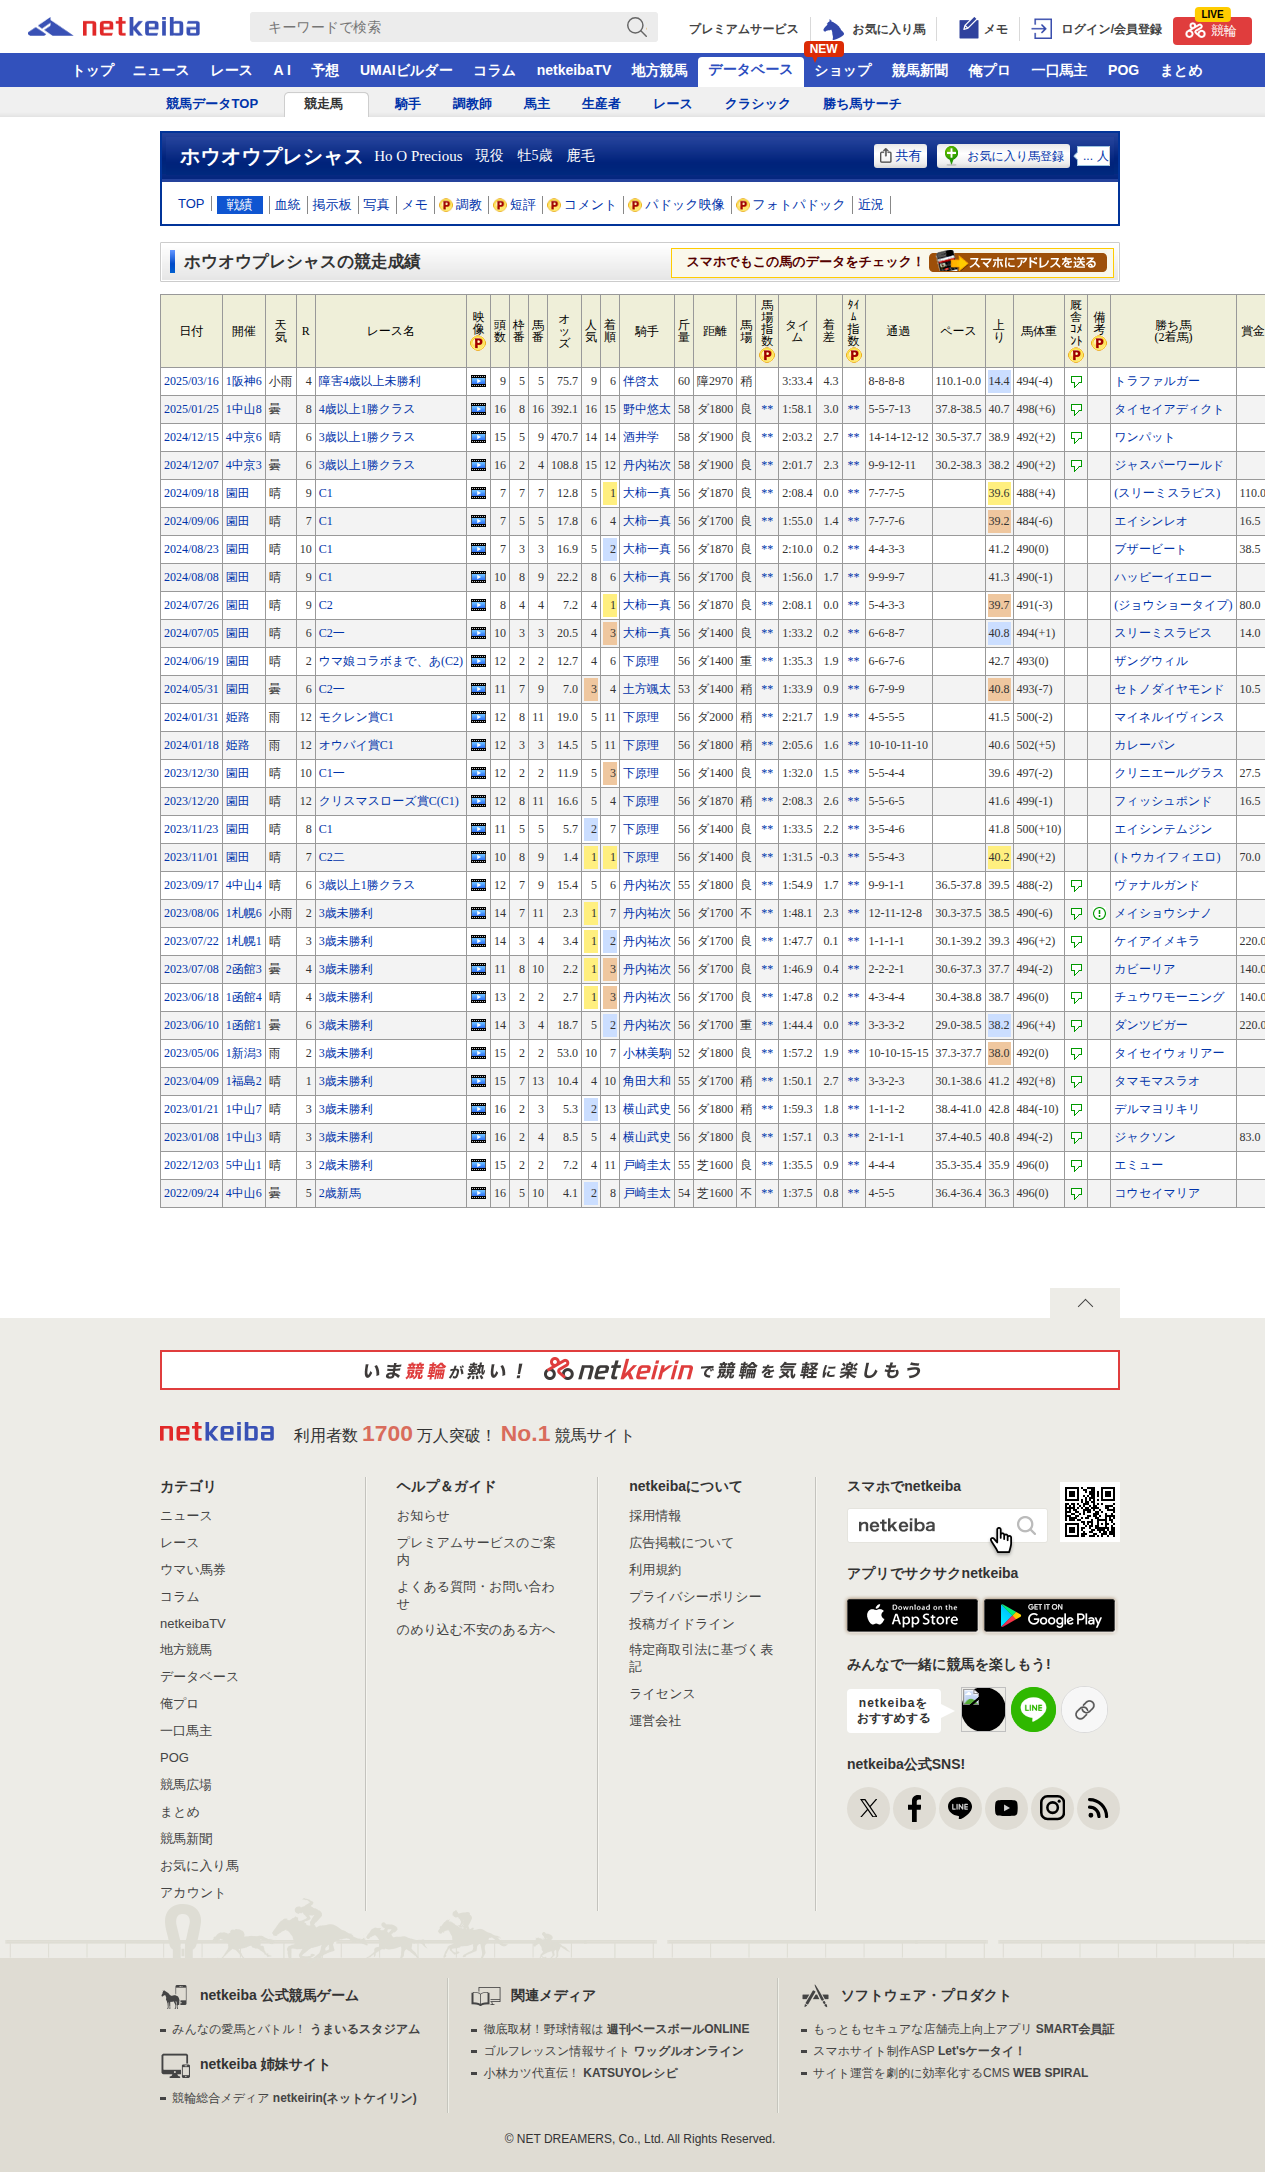 netkeiba
キーワードで検索
プレミアムサービス
お気に入り馬
メモ
ログイン/会員登録
LIVE
競輪
NEW
トップ ニュース レース A I 予想 UMAIビルダー コラム netkeibaTV 地方競馬 データベース ショップ 競馬新聞 俺プロ 一口馬主 POG まとめ
競馬データTOP 競走馬 騎手 調教師 馬主 生産者 レース クラシック 勝ち馬サーチ
ホウオウプレシャス Ho O Precious 現役 牡5歳 鹿毛
共有 お気に入り馬登録 ... 人
TOP 戦績 血統 掲示板 写真 メモ P 調教 P 短評 P コメント P パドック映像 P フォトパドック 近況
ホウオウプレシャスの競走成績
スマホでもこの馬のデータをチェック！ スマホにアドレスを送る
日付 開催 天気 R レース名 映像 P 頭数 枠番 馬番 オッズ 人気 着順 騎手 斤量 距離 馬場 馬場指数 P タイム 着差 ﾀｲﾑ指数 P 通過 ペース 上り 馬体重 厩舎ｺﾒﾝﾄ P 備考 P 勝ち馬(2着馬) 賞金
2025/03/16 1阪神6 小雨 4 障害4歳以上未勝利 9 5 5 75.7 9 6 伴啓太 60 障2970 稍 3:33.4 4.3 8-8-8-8 110.1-0.0 14.4 494(-4) トラファルガー
2025/01/25 1中山8 曇 8 4歳以上1勝クラス 16 8 16 392.1 16 15 野中悠太 58 ダ1800 良 ** 1:58.1 3.0 ** 5-5-7-13 37.8-38.5 40.7 498(+6) タイセイアディクト
2024/12/15 4中京6 晴 6 3歳以上1勝クラス 15 5 9 470.7 14 14 酒井学 58 ダ1900 良 ** 2:03.2 2.7 ** 14-14-12-12 30.5-37.7 38.9 492(+2) ワンパット
2024/12/07 4中京3 曇 6 3歳以上1勝クラス 16 2 4 108.8 15 12 丹内祐次 58 ダ1900 良 ** 2:01.7 2.3 ** 9-9-12-11 30.2-38.3 38.2 490(+2) ジャスパーワールド
2024/09/18 園田 晴 9 C1 7 7 7 12.8 5 1 大柿一真 56 ダ1870 良 ** 2:08.4 0.0 ** 7-7-7-5 39.6 488(+4) (スリーミスラビス) 110.0
2024/09/06 園田 晴 7 C1 7 5 5 17.8 6 4 大柿一真 56 ダ1700 良 ** 1:55.0 1.4 ** 7-7-7-6 39.2 484(-6) エイシンレオ 16.5
2024/08/23 園田 晴 10 C1 7 3 3 16.9 5 2 大柿一真 56 ダ1870 良 ** 2:10.0 0.2 ** 4-4-3-3 41.2 490(0) ブザービート 38.5
2024/08/08 園田 晴 9 C1 10 8 9 22.2 8 6 大柿一真 56 ダ1700 良 ** 1:56.0 1.7 ** 9-9-9-7 41.3 490(-1) ハッピーイエロー
2024/07/26 園田 晴 9 C2 8 4 4 7.2 4 1 大柿一真 56 ダ1870 良 ** 2:08.1 0.0 ** 5-4-3-3 39.7 491(-3) (ジョウショータイプ) 80.0
2024/07/05 園田 晴 6 C2一 10 3 3 20.5 4 3 大柿一真 56 ダ1400 良 ** 1:33.2 0.2 ** 6-6-8-7 40.8 494(+1) スリーミスラビス 14.0
2024/06/19 園田 晴 2 ウマ娘コラボまで、あ(C2) 12 2 2 12.7 4 6 下原理 56 ダ1400 重 ** 1:35.3 1.9 ** 6-6-7-6 42.7 493(0) ザングウィル
2024/05/31 園田 曇 6 C2一 11 7 9 7.0 3 4 土方颯太 53 ダ1400 稍 ** 1:33.9 0.9 ** 6-7-9-9 40.8 493(-7) セトノダイヤモンド 10.5
2024/01/31 姫路 雨 12 モクレン賞C1 12 8 11 19.0 5 11 下原理 56 ダ2000 稍 ** 2:21.7 1.9 ** 4-5-5-5 41.5 500(-2) マイネルイヴィンス
2024/01/18 姫路 雨 12 オウバイ賞C1 12 3 3 14.5 5 11 下原理 56 ダ1800 稍 ** 2:05.6 1.6 ** 10-10-11-10 40.6 502(+5) カレーパン
2023/12/30 園田 晴 10 C1一 12 2 2 11.9 5 3 下原理 56 ダ1400 良 ** 1:32.0 1.5 ** 5-5-4-4 39.6 497(-2) クリニエールグラス 27.5
2023/12/20 園田 晴 12 クリスマスローズ賞C(C1) 12 8 11 16.6 5 4 下原理 56 ダ1870 稍 ** 2:08.3 2.6 ** 5-5-6-5 41.6 499(-1) フィッシュボンド 16.5
2023/11/23 園田 晴 8 C1 11 5 5 5.7 2 7 下原理 56 ダ1400 良 ** 1:33.5 2.2 ** 3-5-4-6 41.8 500(+10) エイシンテムジン
2023/11/01 園田 晴 7 C2二 10 8 9 1.4 1 1 下原理 56 ダ1400 良 ** 1:31.5 -0.3 ** 5-5-4-3 40.2 490(+2) (トウカイフィエロ) 70.0
2023/09/17 4中山4 晴 6 3歳以上1勝クラス 12 7 9 15.4 5 6 丹内祐次 55 ダ1800 良 ** 1:54.9 1.7 ** 9-9-1-1 36.5-37.8 39.5 488(-2) ヴァナルガンド
2023/08/06 1札幌6 小雨 2 3歳未勝利 14 7 11 2.3 1 7 丹内祐次 56 ダ1700 不 ** 1:48.1 2.3 ** 12-11-12-8 30.3-37.5 38.5 490(-6) メイショウシナノ
2023/07/22 1札幌1 晴 3 3歳未勝利 14 3 4 3.4 1 2 丹内祐次 56 ダ1700 良 ** 1:47.7 0.1 ** 1-1-1-1 30.1-39.2 39.3 496(+2) ケイアイメキラ 220.0
2023/07/08 2函館3 曇 4 3歳未勝利 11 8 10 2.2 1 3 丹内祐次 56 ダ1700 良 ** 1:46.9 0.4 ** 2-2-2-1 30.6-37.3 37.7 494(-2) カビーリア 140.0
2023/06/18 1函館4 晴 4 3歳未勝利 13 2 2 2.7 1 3 丹内祐次 56 ダ1700 良 ** 1:47.8 0.2 ** 4-3-4-4 30.4-38.8 38.7 496(0) チュウワモーニング 140.0
2023/06/10 1函館1 曇 6 3歳未勝利 14 3 4 18.7 5 2 丹内祐次 56 ダ1700 重 ** 1:44.4 0.0 ** 3-3-3-2 29.0-38.5 38.2 496(+4) ダンツビガー 220.0
2023/05/06 1新潟3 雨 2 3歳未勝利 15 2 2 53.0 10 7 小林美駒 52 ダ1800 良 ** 1:57.2 1.9 ** 10-10-15-15 37.3-37.7 38.0 492(0) タイセイウォリアー
2023/04/09 1福島2 晴 1 3歳未勝利 15 7 13 10.4 4 10 角田大和 55 ダ1700 稍 ** 1:50.1 2.7 ** 3-3-2-3 30.1-38.6 41.2 492(+8) タマモマスラオ
2023/01/21 1中山7 晴 3 3歳未勝利 16 2 3 5.3 2 13 横山武史 56 ダ1800 稍 ** 1:59.3 1.8 ** 1-1-1-2 38.4-41.0 42.8 484(-10) デルマヨリキリ
2023/01/08 1中山3 晴 3 3歳未勝利 16 2 4 8.5 5 4 横山武史 56 ダ1800 良 ** 1:57.1 0.3 ** 2-1-1-1 37.4-40.5 40.8 494(-2) ジャクソン 83.0
2022/12/03 5中山1 晴 3 2歳未勝利 15 2 2 7.2 4 11 戸崎圭太 55 芝1600 良 ** 1:35.5 0.9 ** 4-4-4 35.3-35.4 35.9 496(0) エミュー
2022/09/24 4中山6 曇 5 2歳新馬 16 5 10 4.1 2 8 戸崎圭太 54 芝1600 不 ** 1:37.5 0.8 ** 4-5-5 36.4-36.4 36.3 496(0) コウセイマリア
いま競輪が熱い！ netkeirinで競輪を気軽に楽しもう
netkeiba 利用者数 1700 万人突破！ No.1 競馬サイト
カテゴリ
ニュース
レース
ウマい馬券
コラム
netkeibaTV
地方競馬
データベース
俺プロ
一口馬主
POG
競馬広場
まとめ
競馬新聞
お気に入り馬
アカウント
ヘルプ＆ガイド
お知らせ
プレミアムサービスのご案
内
よくある質問・お問い合わ
せ
のめり込む不安のある方へ
netkeibaについて
採用情報
広告掲載について
利用規約
プライバシーポリシー
投稿ガイドライン
特定商取引法に基づく表
記
ライセンス
運営会社
スマホでnetkeiba
netkeiba
アプリでサクサクnetkeiba
Download on the
App Store
GET IT ON
Google Play
みんなで一緒に競馬を楽しもう!
netkeibaを
おすすめする
LINE
netkeiba公式SNS!
LINE
netkeiba 公式競馬ゲーム
みんなの愛馬とバトル！ うまいるスタジアム
netkeiba 姉妹サイト
競輪総合メディア netkeirin(ネットケイリン)
関連メディア
徹底取材！野球情報は 週刊ベースボールONLINE
ゴルフレッスン情報サイト ワッグルオンライン
小林カツ代直伝！ KATSUYOレシピ
ソフトウェア・プロダクト
もっともセキュアな店舗売上向上アプリ SMART会員証
スマホサイト制作ASP Let'sケータイ！
サイト運営を劇的に効率化するCMS WEB SPIRAL
© NET DREAMERS, Co., Ltd. All Rights Reserved.